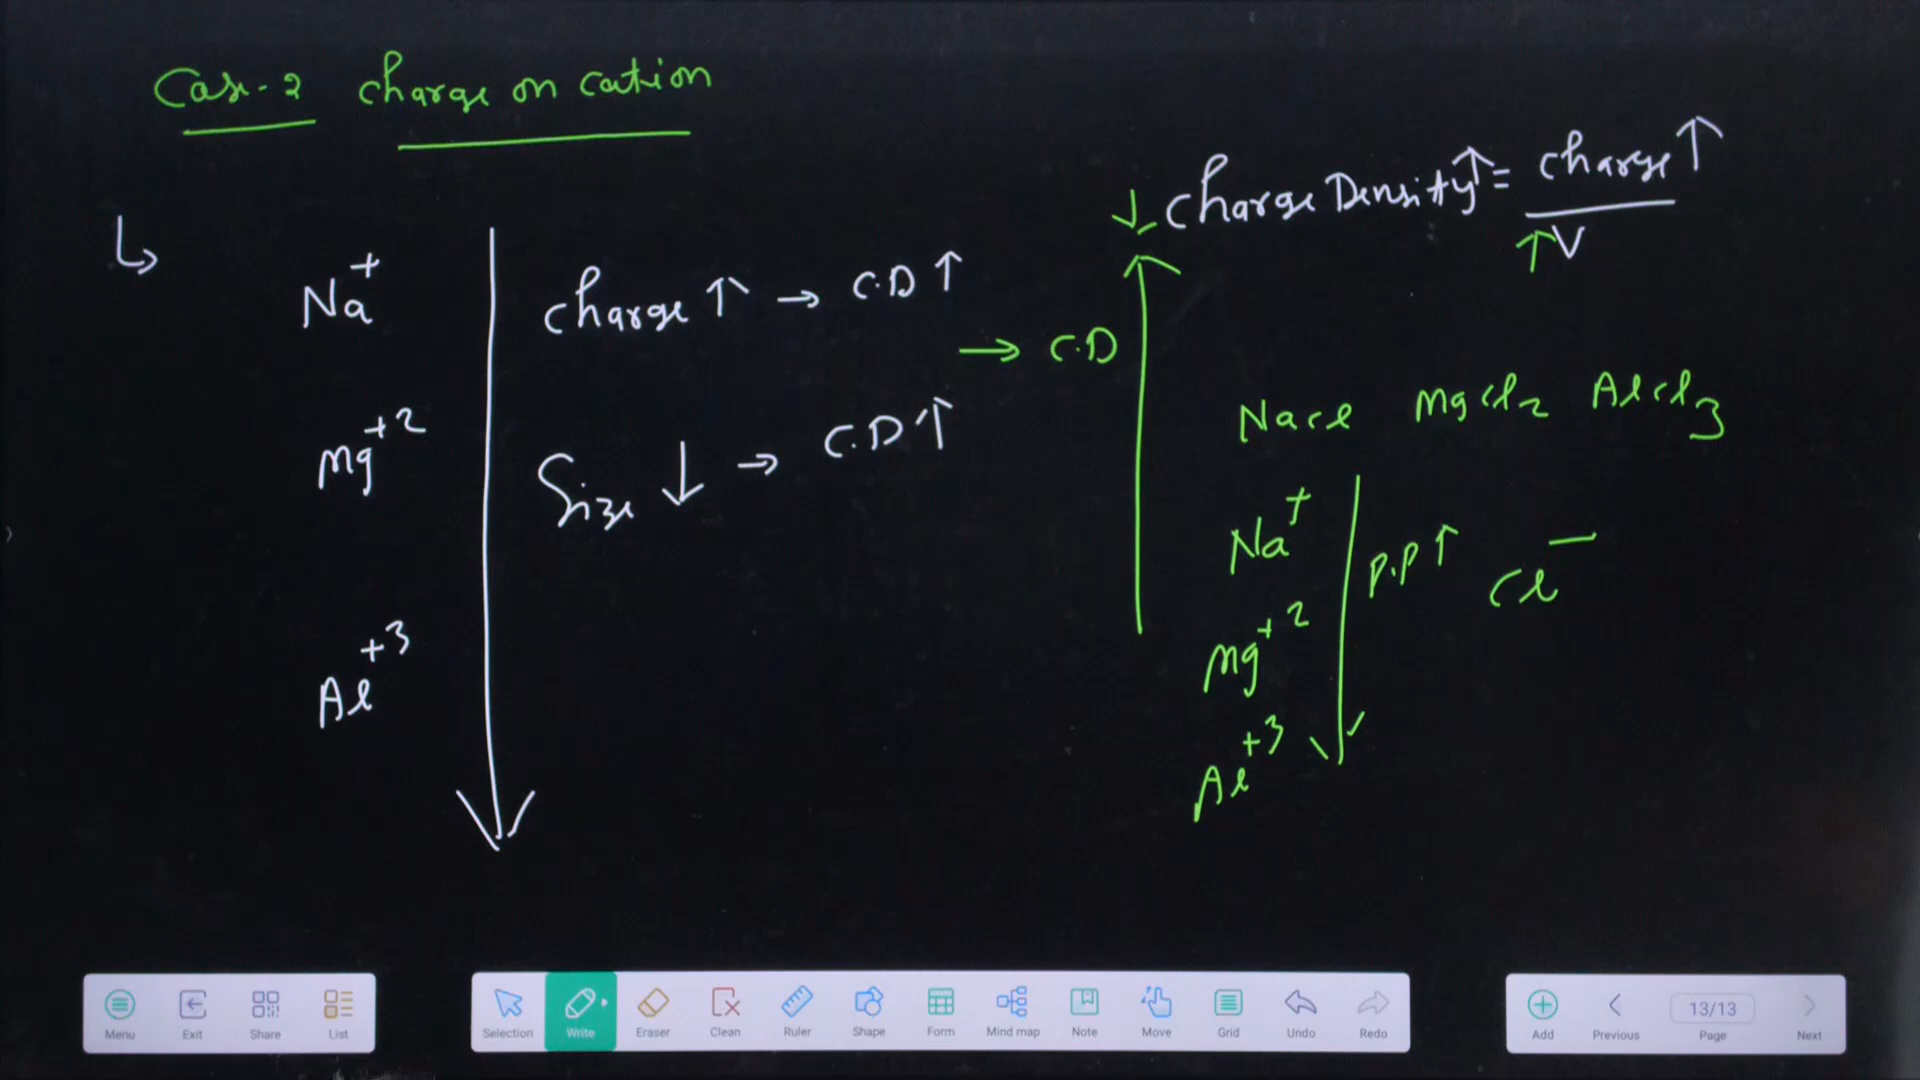 Case-2 charge on cation
↳
Na⁺
Mg⁺²
Al⁺³
charge ↑ → C.D ↑
Size ↓ → C.D ↑
→ C.D
↓ charge Density ↑ = charge ↑ / ↑ V
NaCl MgCl₂ AlCl₃
Na⁺
Mg⁺²
Al⁺³
P.P ↑ Cl⁻
Menu Exit Share List
Selection Write Eraser Clean Ruler Shape Form Mind map Note Move Grid Undo Redo
Add Previous 13/13 Page Next